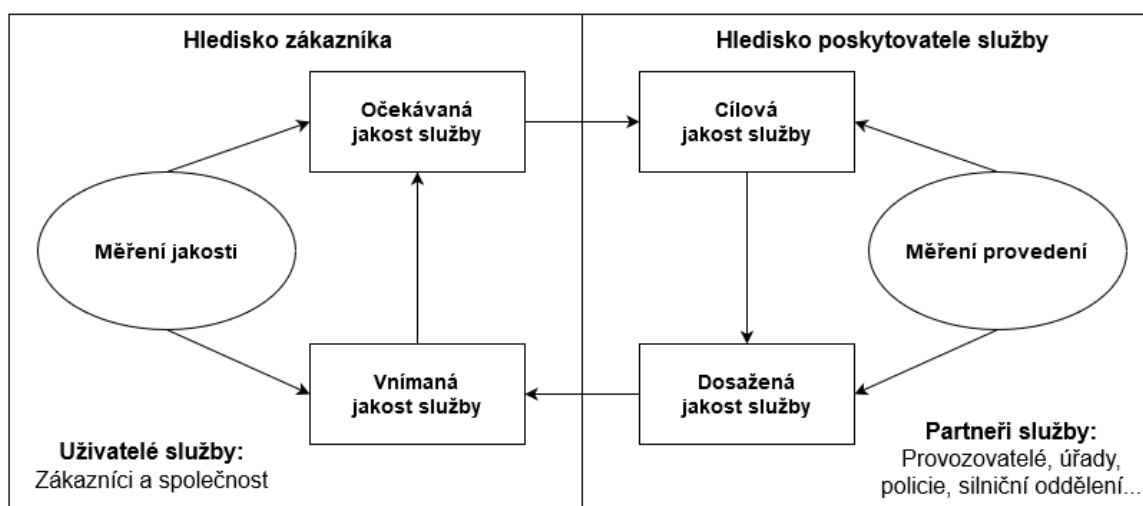 Hledisko zákazníka
Hledisko poskytovatele služby
Očekávaná
jakost služby
Cílová
jakost služby
Měření jakosti
Měření provedení
Vnímaná
jakost služby
Dosažená
jakost služby
Uživatelé služby:
Zákazníci a společnost
Partneři služby:
Provozovatelé, úřady,
policie, silniční oddělení...